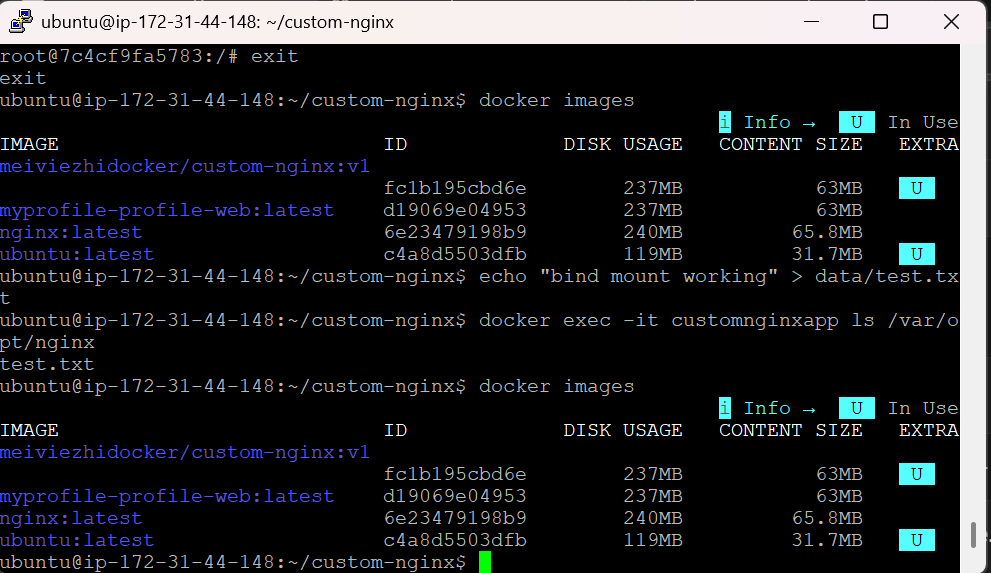 ubuntu@ip-172-31-44-148: ~/custom-nginx
root@7c4cf9fa5783:/# exit
exit
ubuntu@ip-172-31-44-148:~/custom-nginx$ docker images
i Info → U In Use
IMAGE ID DISK USAGE CONTENT SIZE EXTRA
meiviezhidocker/custom-nginx:v1
fc1b195cbd6e 237MB 63MB U
myprofile-profile-web:latest d19069e04953 237MB 63MB
nginx:latest 6e23479198b9 240MB 65.8MB
ubuntu:latest c4a8d5503dfb 119MB 31.7MB U
ubuntu@ip-172-31-44-148:~/custom-nginx$ echo "bind mount working" > data/test.tx
t
ubuntu@ip-172-31-44-148:~/custom-nginx$ docker exec -it customnginxapp ls /var/o
pt/nginx
test.txt
ubuntu@ip-172-31-44-148:~/custom-nginx$ docker images
i Info → U In Use
IMAGE ID DISK USAGE CONTENT SIZE EXTRA
meiviezhidocker/custom-nginx:v1
fc1b195cbd6e 237MB 63MB U
myprofile-profile-web:latest d19069e04953 237MB 63MB
nginx:latest 6e23479198b9 240MB 65.8MB
ubuntu:latest c4a8d5503dfb 119MB 31.7MB U
ubuntu@ip-172-31-44-148:~/custom-nginx$